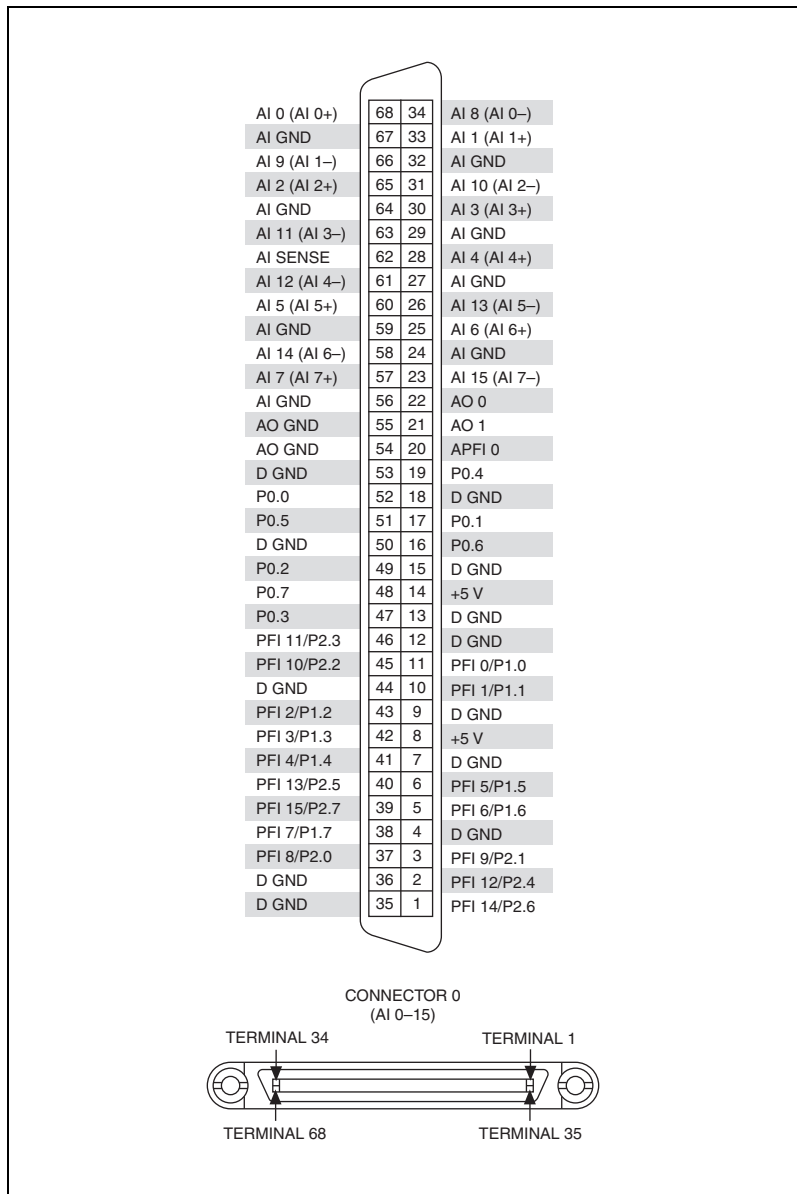 AI 0 (AI 0+) 68 34 AI 8 (AI 0–)
AI GND 67 33 AI 1 (AI 1+)
AI 9 (AI 1–) 66 32 AI GND
AI 2 (AI 2+) 65 31 AI 10 (AI 2–)
AI GND 64 30 AI 3 (AI 3+)
AI 11 (AI 3–) 63 29 AI GND
AI SENSE 62 28 AI 4 (AI 4+)
AI 12 (AI 4–) 61 27 AI GND
AI 5 (AI 5+) 60 26 AI 13 (AI 5–)
AI GND 59 25 AI 6 (AI 6+)
AI 14 (AI 6–) 58 24 AI GND
AI 7 (AI 7+) 57 23 AI 15 (AI 7–)
AI GND 56 22 AO 0
AO GND 55 21 AO 1
AO GND 54 20 APFI 0
D GND 53 19 P0.4
P0.0 52 18 D GND
P0.5 51 17 P0.1
D GND 50 16 P0.6
P0.2 49 15 D GND
P0.7 48 14 +5 V
P0.3 47 13 D GND
PFI 11/P2.3 46 12 D GND
PFI 10/P2.2 45 11 PFI 0/P1.0
D GND 44 10 PFI 1/P1.1
PFI 2/P1.2 43 9 D GND
PFI 3/P1.3 42 8 +5 V
PFI 4/P1.4 41 7 D GND
PFI 13/P2.5 40 6 PFI 5/P1.5
PFI 15/P2.7 39 5 PFI 6/P1.6
PFI 7/P1.7 38 4 D GND
PFI 8/P2.0 37 3 PFI 9/P2.1
D GND 36 2 PFI 12/P2.4
D GND 35 1 PFI 14/P2.6
CONNECTOR 0
(AI 0–15)
TERMINAL 34 TERMINAL 1
TERMINAL 68 TERMINAL 35